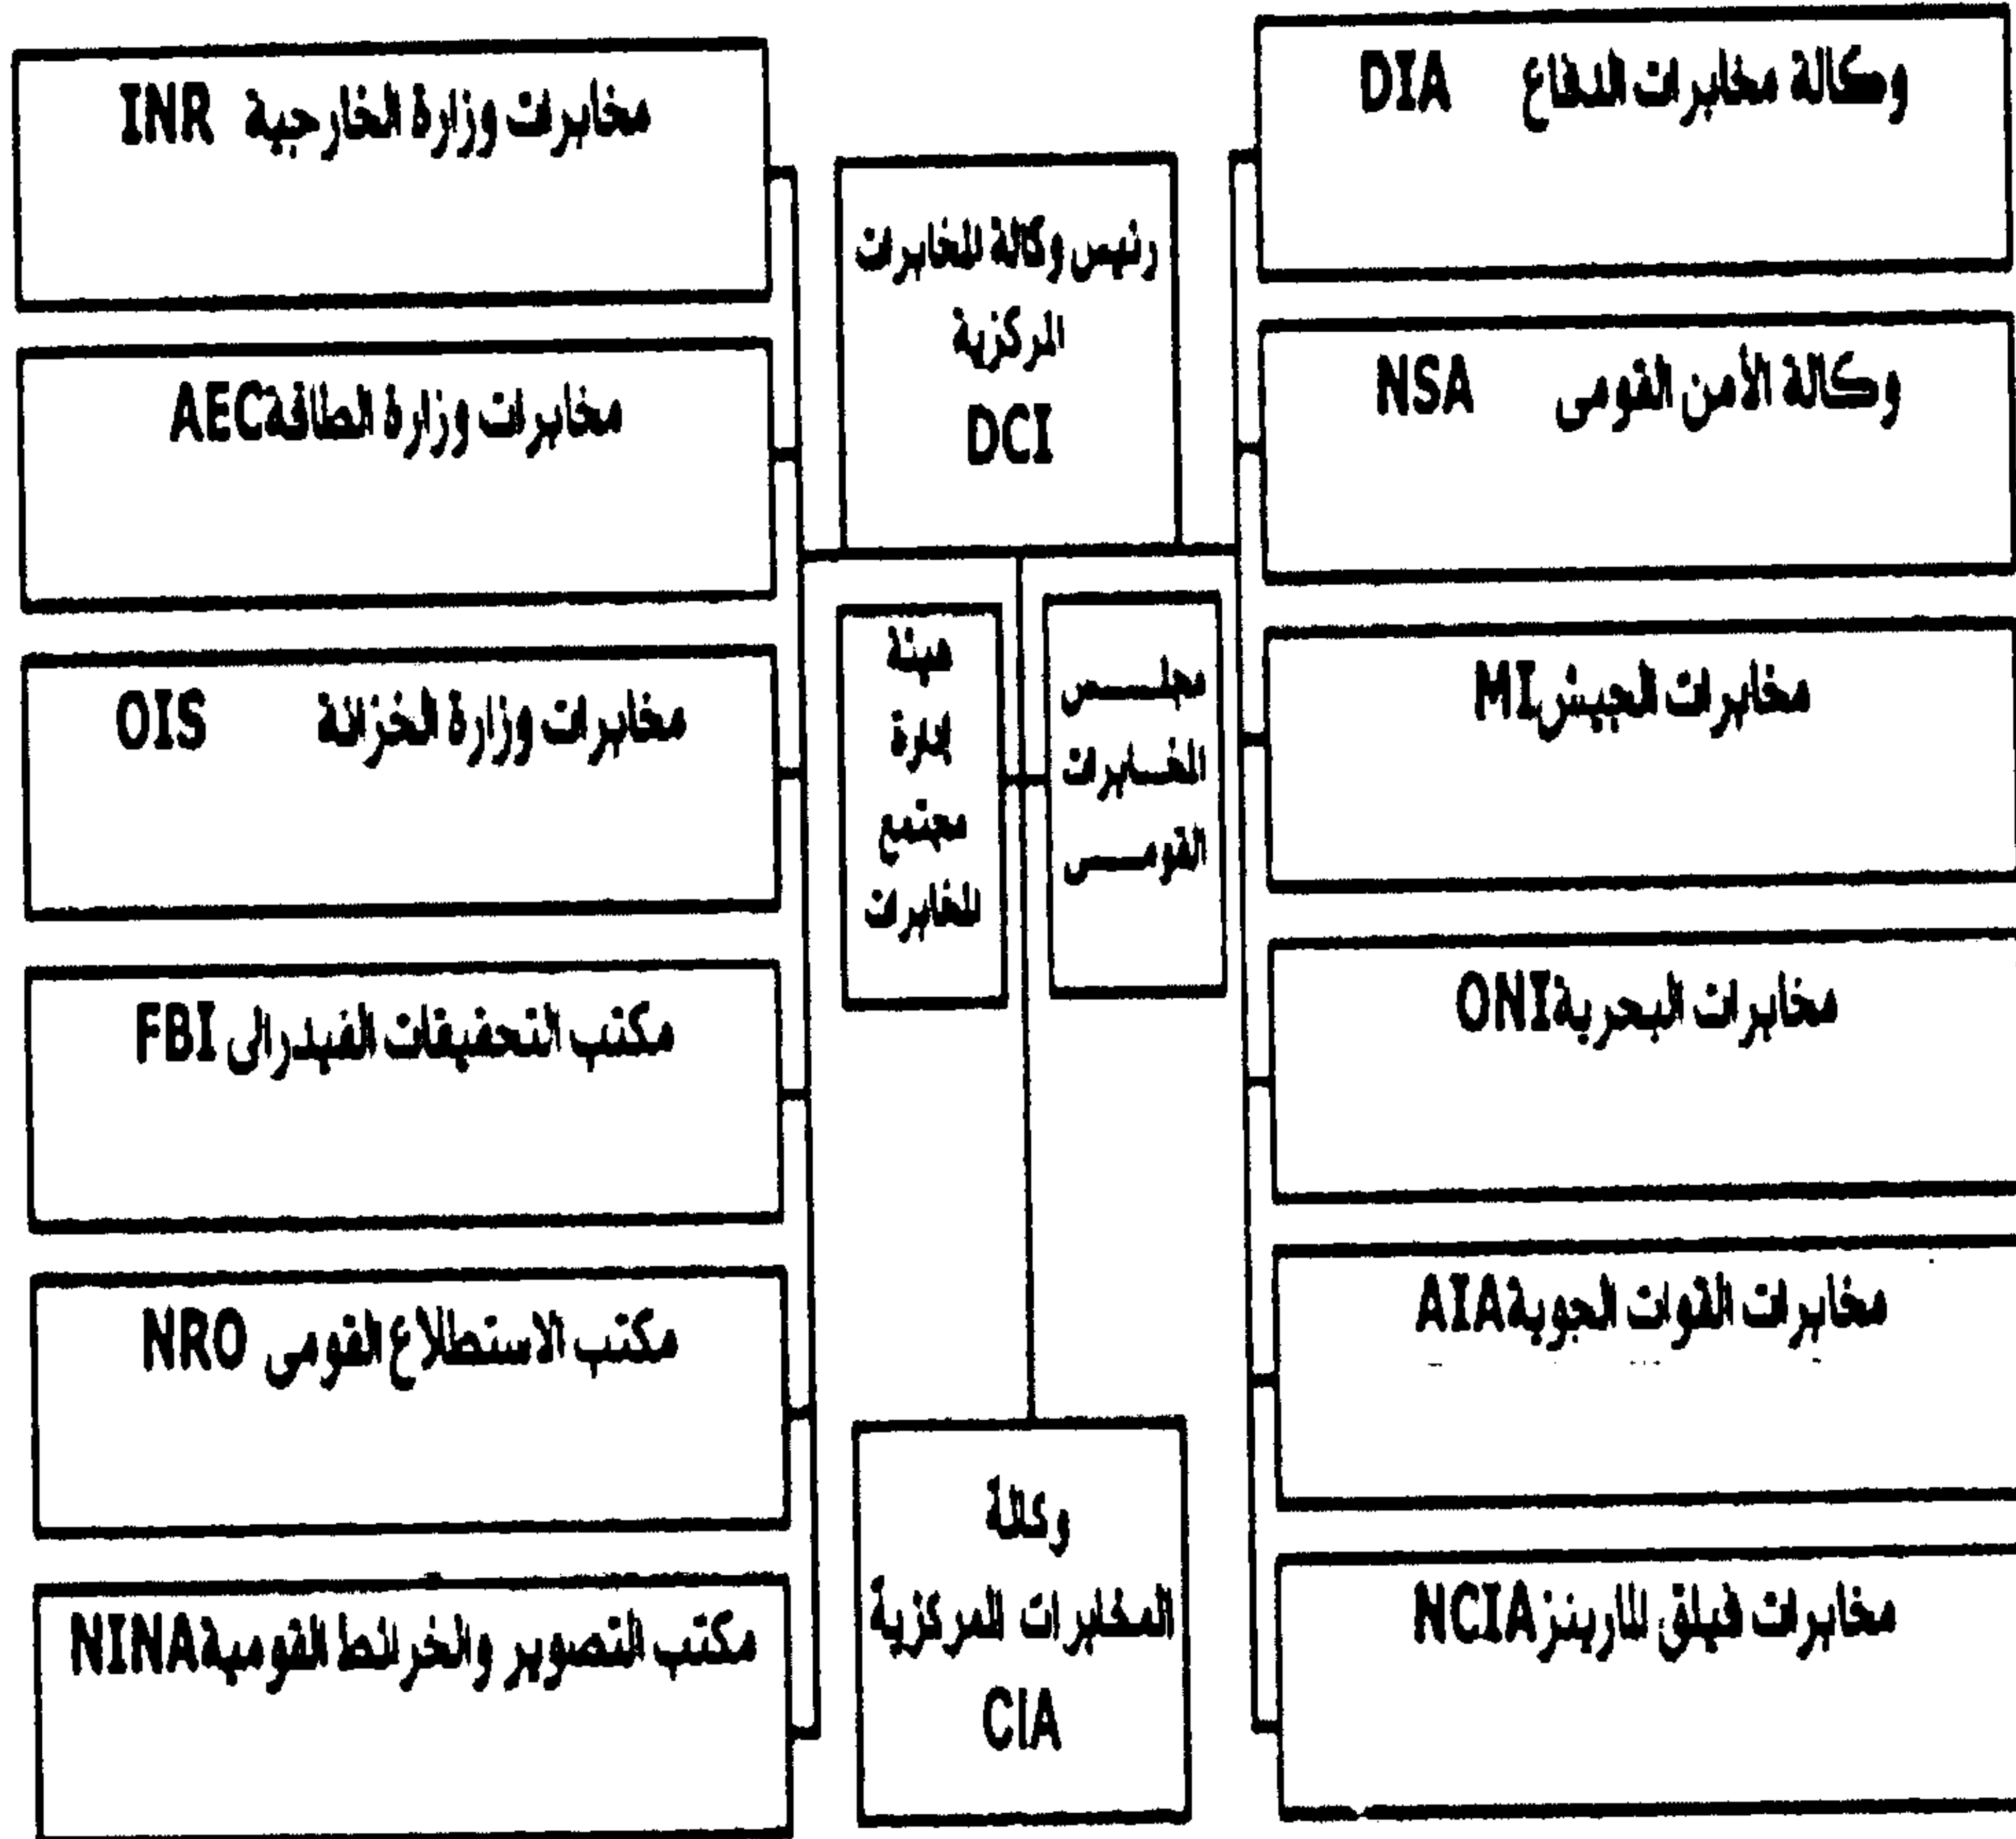 وكالة مخابرات الدفاع DIA
وكالة الأمن القومى NSA
مخابرات الجيش MI
مخابرات البحرية ONI
مخابرات القوات الجوية AIA
مخابرات فيلق المارينز NCIA
رئيس وكالة المخابرات
المركزية
DCI
مجلس
المخابرات
القومى
هيئة
إدارة
مجتمع
المخابرات
وكالة
المخابرات المركزية
CIA
مخابرات وزارة الخارجية INR
مخابرات وزارة الطاقة AEC
مخابرات وزارة الخزانة OIS
مكتب التحقيقات الفيدرالى FBI
مكتب الاستطلاع القومى NRO
مكتب التصوير والخرائط القومية NINA